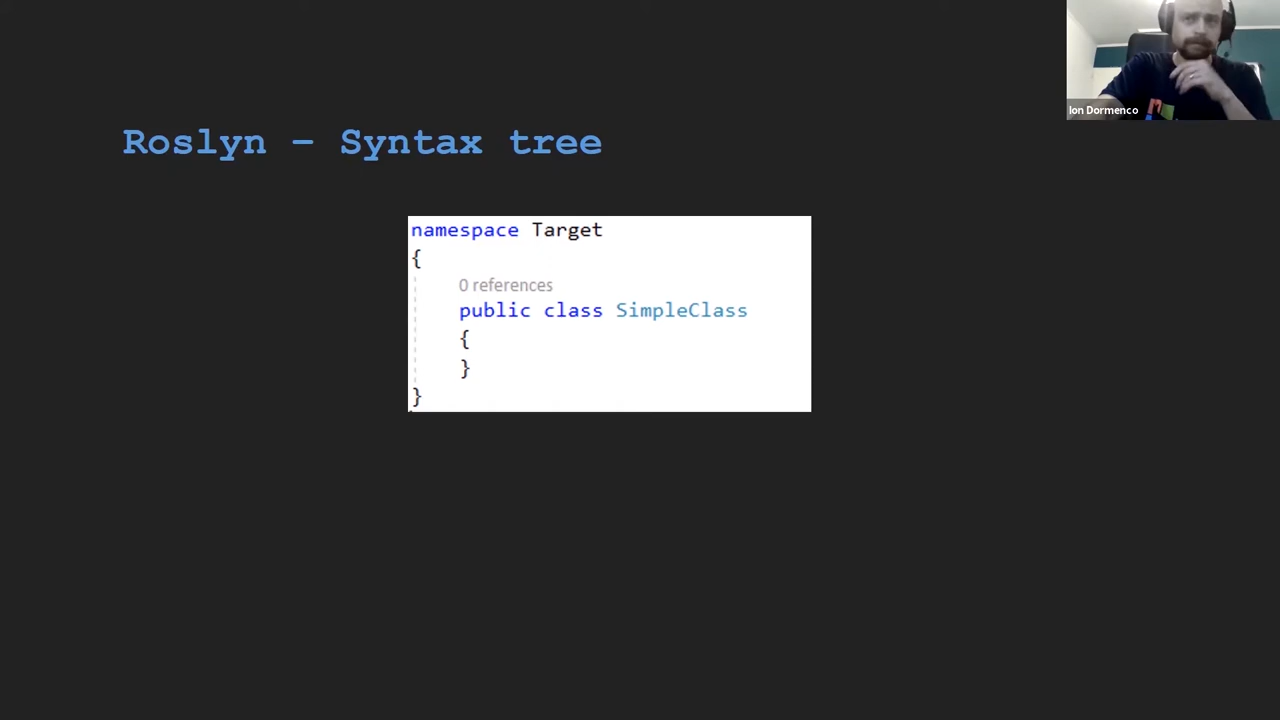 Ion Dormenco
Roslyn – Syntax tree
namespace Target
{
0 references
public class SimpleClass
{
}
}